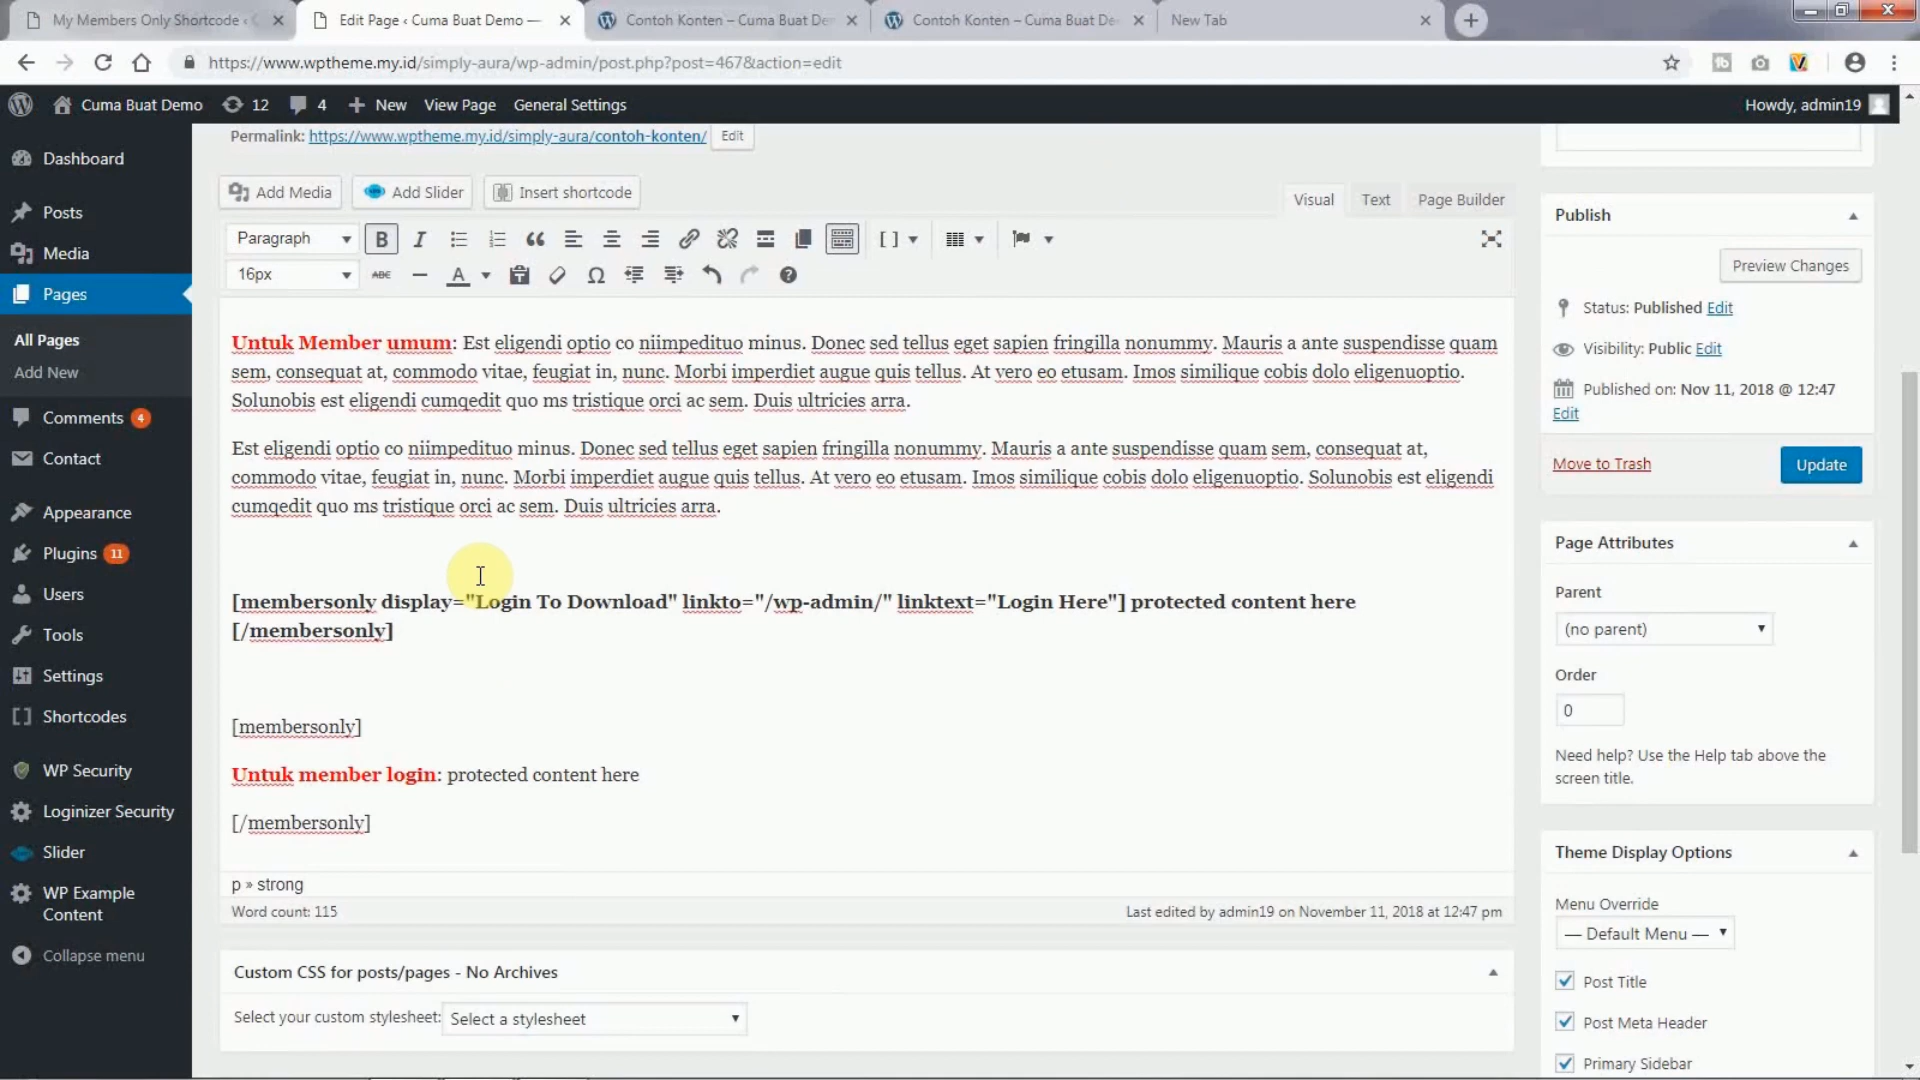 My Members Only Shortcode ‹ C
Edit Page ‹ Cuma Buat Demo —
Contoh Konten – Cuma Buat De
Contoh Konten – Cuma Buat De
New Tab
https://www.wptheme.my.id/simply-aura/wp-admin/post.php?post=467&action=edit
Cuma Buat Demo
12
4
New
View Page
General Settings
Howdy, admin19
Dashboard
Posts
Media
Pages
All Pages
Add New
Comments 4
Contact
Appearance
Plugins 11
Users
Tools
Settings
Shortcodes
WP Security
Loginizer Security
Slider
WP Example
Content
Collapse menu
Permalink: https://www.wptheme.my.id/simply-aura/contoh-konten/ Edit
Add Media
Add Slider
Insert shortcode
Visual
Text
Page Builder
Paragraph
16px
Untuk Member umum: Est eligendi optio co niimpedituo minus. Donec sed tellus eget sapien fringilla nonummy. Mauris a ante suspendisse quam
sem, consequat at, commodo vitae, feugiat in, nunc. Morbi imperdiet augue quis tellus. At vero eo etusam. Imos similique cobis dolo eligenuoptio.
Solunobis est eligendi cumqedit quo ms tristique orci ac sem. Duis ultricies arra.
Est eligendi optio co niimpedituo minus. Donec sed tellus eget sapien fringilla nonummy. Mauris a ante suspendisse quam sem, consequat at,
commodo vitae, feugiat in, nunc. Morbi imperdiet augue quis tellus. At vero eo etusam. Imos similique cobis dolo eligenuoptio. Solunobis est eligendi
cumqedit quo ms tristique orci ac sem. Duis ultricies arra.
[membersonly display="Login To Download" linkto="/wp-admin/" linktext="Login Here"] protected content here
[/membersonly]
[membersonly]
Untuk member login: protected content here
[/membersonly]
p » strong
Word count: 115
Last edited by admin19 on November 11, 2018 at 12:47 pm
Custom CSS for posts/pages - No Archives
Select your custom stylesheet: Select a stylesheet
Publish
Preview Changes
Status: Published Edit
Visibility: Public Edit
Published on: Nov 11, 2018 @ 12:47
Edit
Move to Trash
Update
Page Attributes
Parent
(no parent)
Order
0
Need help? Use the Help tab above the
screen title.
Theme Display Options
Menu Override
— Default Menu —
Post Title
Post Meta Header
Primary Sidebar